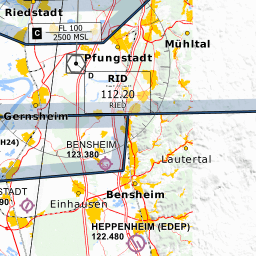 Riedstadt
C
FL 100
2500 MSL
Mühltal
Pfungstadt
D
RID
112.20
RIED
Gernsheim
H24)
BENSHEIM
123.380
Lautertal
STADT
90
Bensheim
Einhausen
HEPPENHEIM (EDEP)
122.480